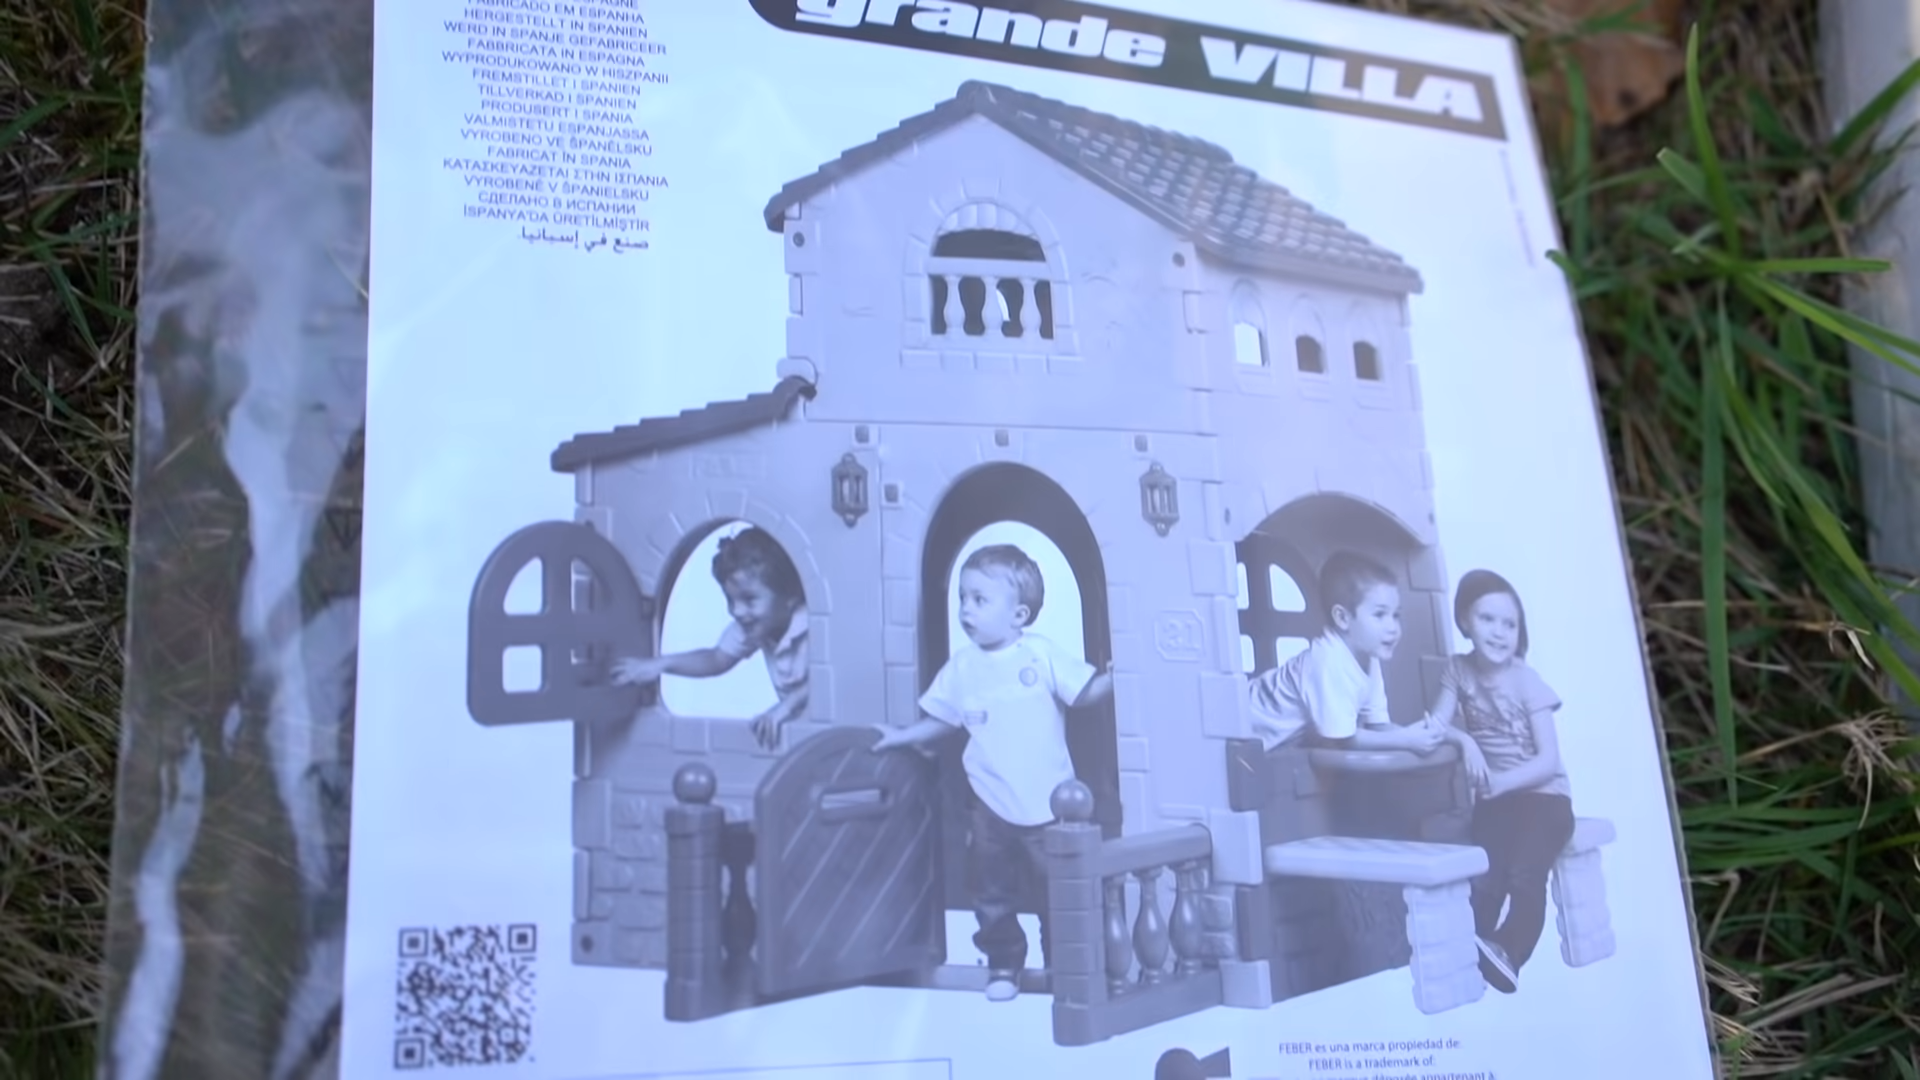 grande VILLA
FABRICADO EM ESPANHA
HERGESTELLT IN SPANIEN
WERD IN SPANJE GEFABRICEER
FABBRICATA IN ESPAGNA
WYPRODUKOWANO W HISZPANII
FREMSTILLET I SPANIEN
TILLVERKAD I SPANIEN
PRODUSERT I SPANIA
VALMISTETU ESPANJASSA
VYROBENO VE ŠPANĚLSKU
FABRICAT ÎN SPANIA
ΚΑΤΑΣΚΕΥΑΖΕΤΑΙ ΣΤΗΝ ΙΣΠΑΝΙΑ
VYROBENÉ V ŠPANIELSKU
СДЕЛАНО В ИСПАНИИ
İSPANYA'DA ÜRETİLMİŞTİR
صنع في إسبانيا
21
FEBER es una marca propiedad de:
FEBER is a trademark of: